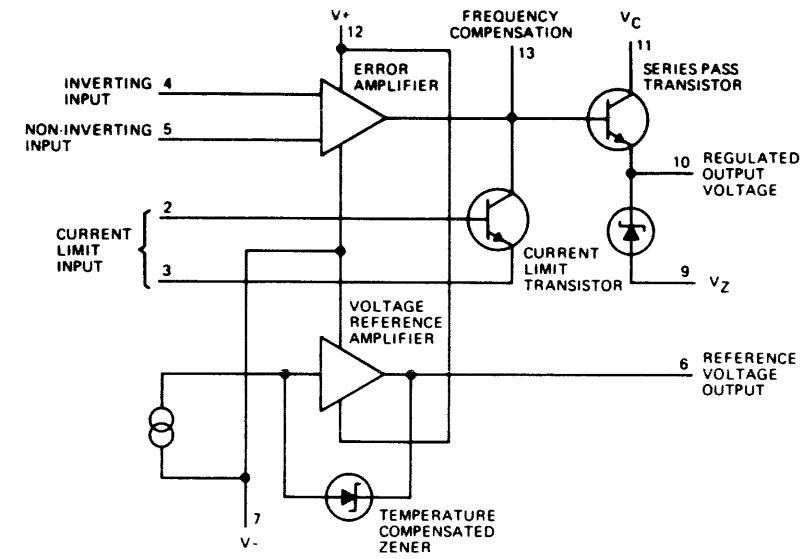 V+
12
FREQUENCY
COMPENSATION
13
VC
11
INVERTING
INPUT
4
ERROR
AMPLIFIER
SERIES PASS
TRANSISTOR
NON-INVERTING
INPUT
5
10
REGULATED
OUTPUT
VOLTAGE
2
CURRENT
LIMIT
INPUT
3
CURRENT
LIMIT
TRANSISTOR
9
VZ
VOLTAGE
REFERENCE
AMPLIFIER
6
REFERENCE
VOLTAGE
OUTPUT
7
V-
TEMPERATURE
COMPENSATED
ZENER